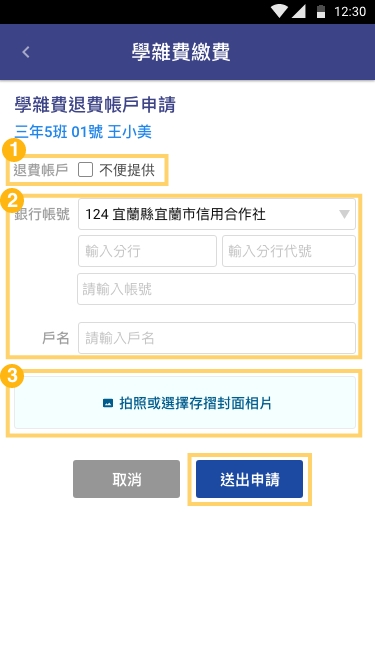 12:30
學雜費繳費
學雜費退費帳戶申請
三年5班 01號 王小美
1
退費帳戶 不便提供
2
銀行帳號 124 宜蘭縣宜蘭市信用合作社
輸入分行 輸入分行代號
請輸入帳號
戶名 請輸入戶名
3
拍照或選擇存摺封面相片
取消 送出申請